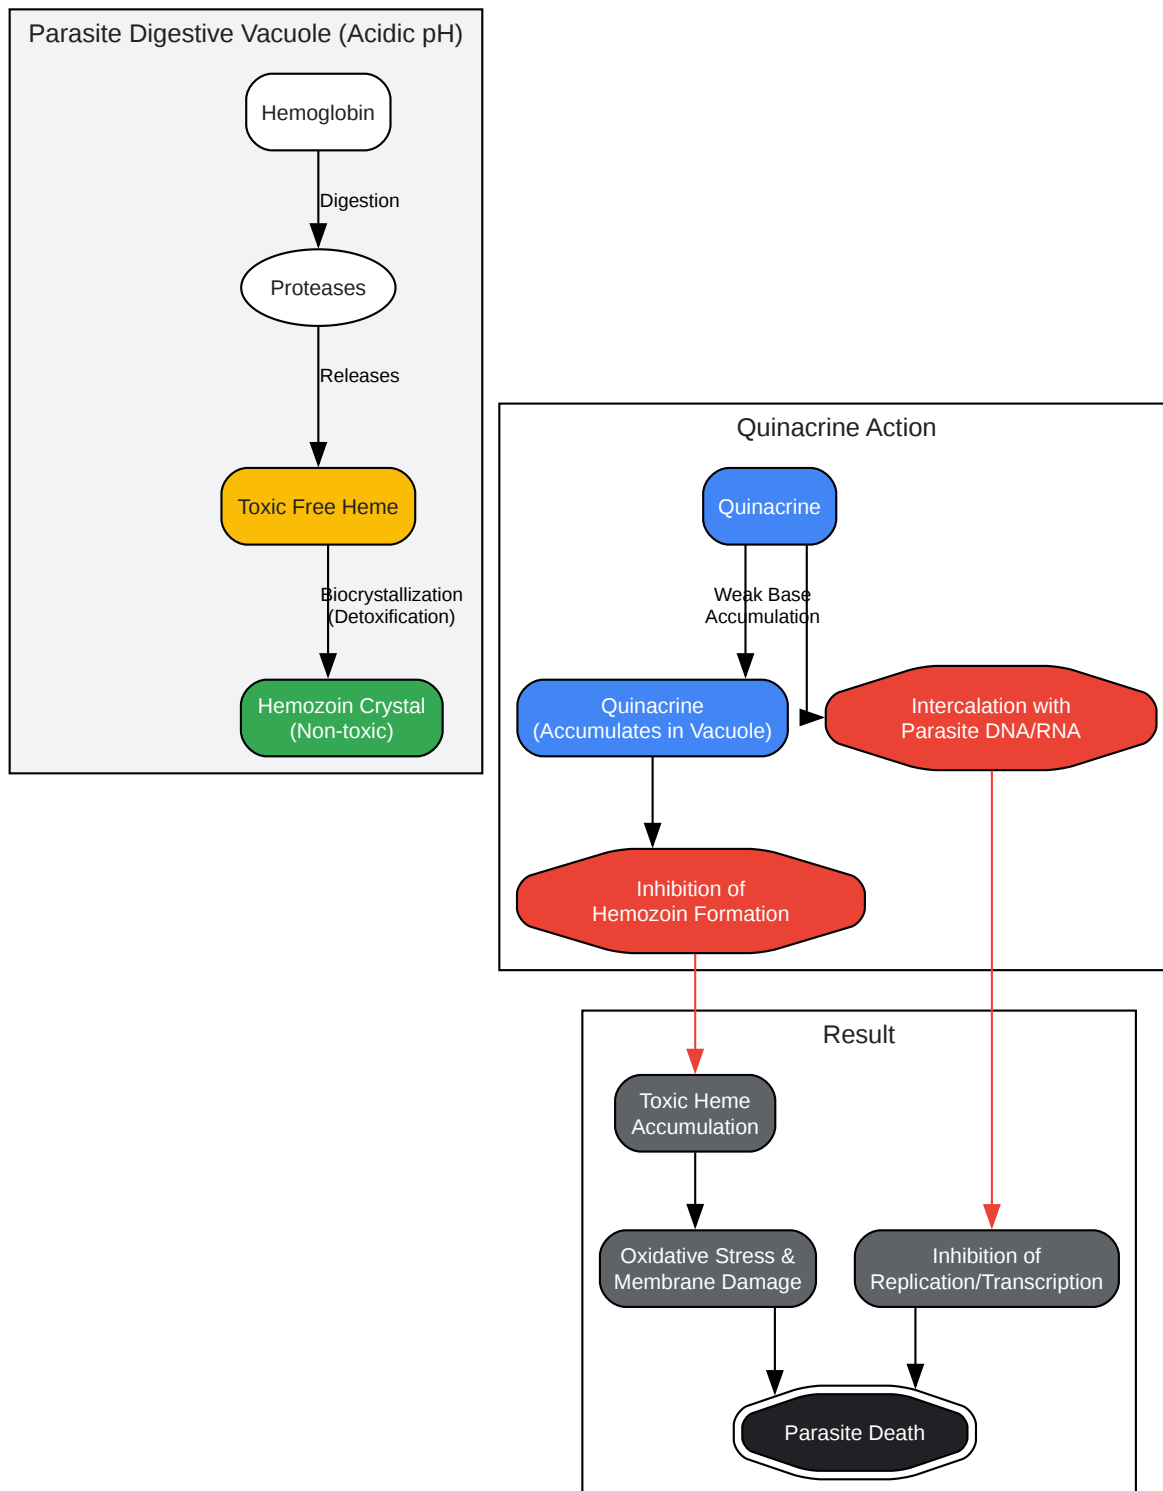 Parasite Digestive Vacuole (Acidic pH)
Hemoglobin
Digestion
Proteases
Releases
Toxic Free Heme
Biocrystallization
(Detoxification)
Hemozoin Crystal
(Non-toxic)
Quinacrine Action
Quinacrine
Weak Base
Accumulation
Quinacrine
(Accumulates in Vacuole)
Intercalation with
Parasite DNA/RNA
Inhibition of
Hemozoin Formation
Result
Toxic Heme
Accumulation
Oxidative Stress &
Membrane Damage
Inhibition of
Replication/Transcription
Parasite Death